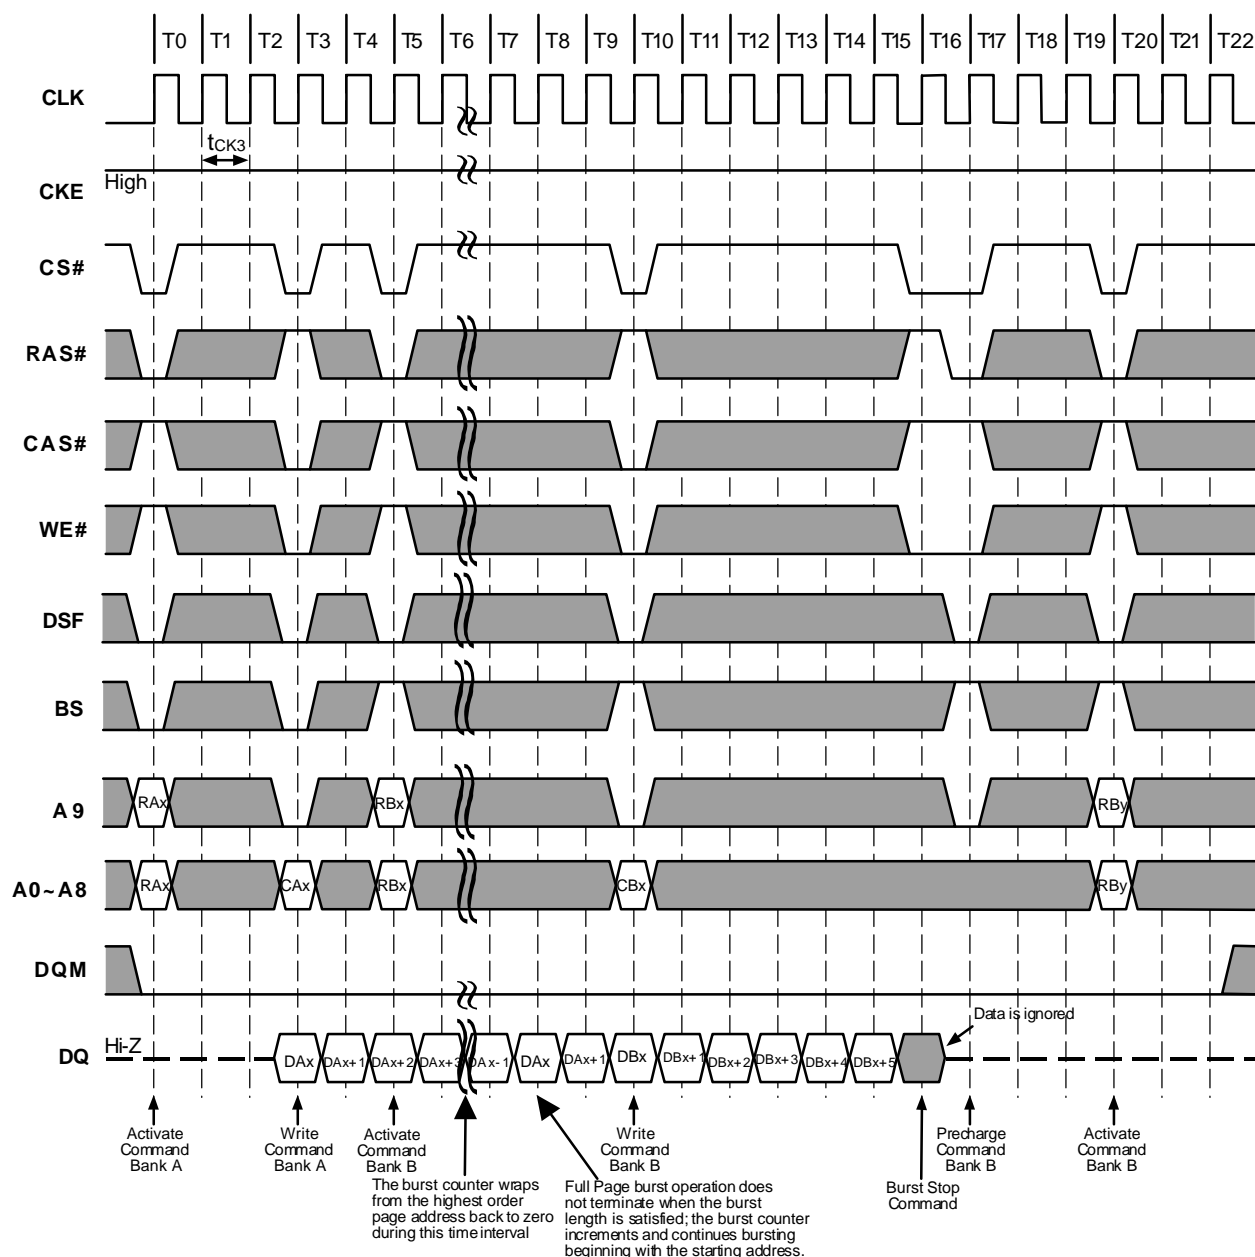 T0 T1 T2 T3 T4 T5 T6 T7 T8 T9 T10 T11 T12 T13 T14 T15 T16 T17 T18 T19 T20 T21 T22
CLK
tCK3
High
CKE
CS#
RAS#
CAS#
WE#
DSF
BS
A9 RAx RBx RBy
A0~A8 RAx CAx RBx CBx RBy
DQM
Data is ignored
Hi-Z
DQ DAx DAx+1 DAx+2 DAx+3 DAx-1 DAx DAx+1 DBx DBx+1 DBx+2 DBx+3 DBx+4 DBx+5
Activate
Command
Bank A
Write
Command
Bank A
Activate
Command
Bank B
The burst counter wraps
from the highest order
page address back to zero
during this time interval
Full Page burst operation does
not terminate when the burst
length is satisfied; the burst counter
increments and continues bursting
beginning with the starting address.
Write
Command
Bank B
Burst Stop
Command
Precharge
Command
Bank B
Activate
Command
Bank B